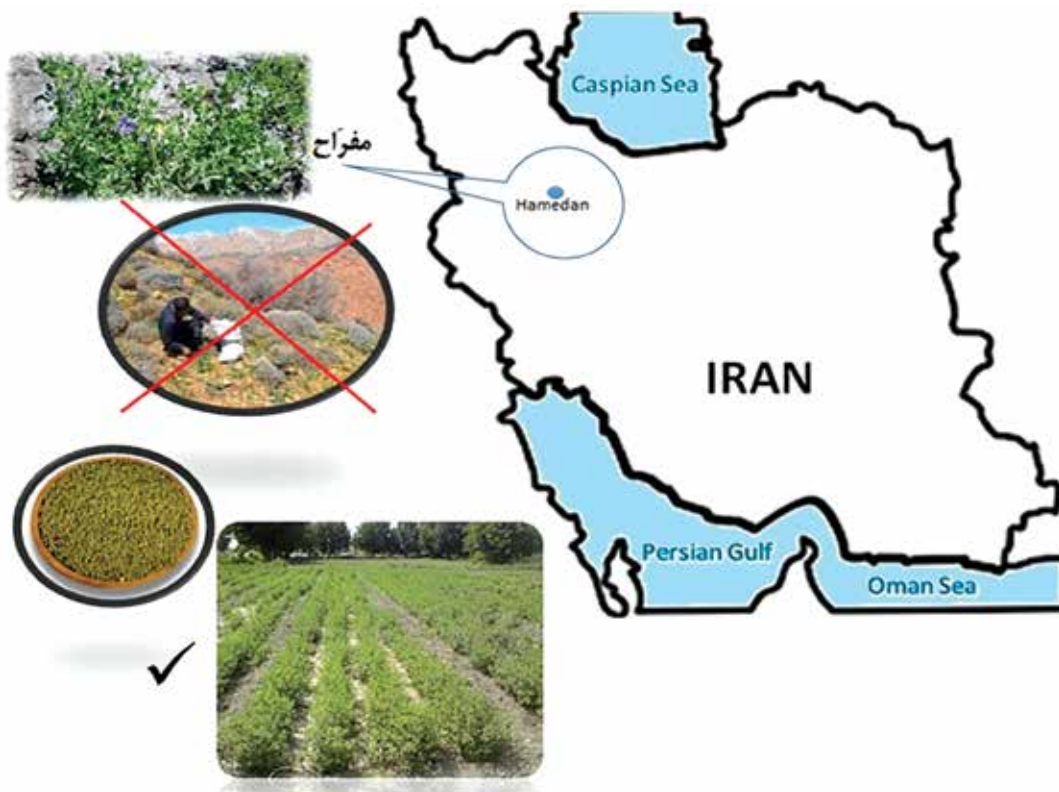 Caspian Sea
مفرّاح
Hamedan
IRAN
Persian Gulf
Oman Sea